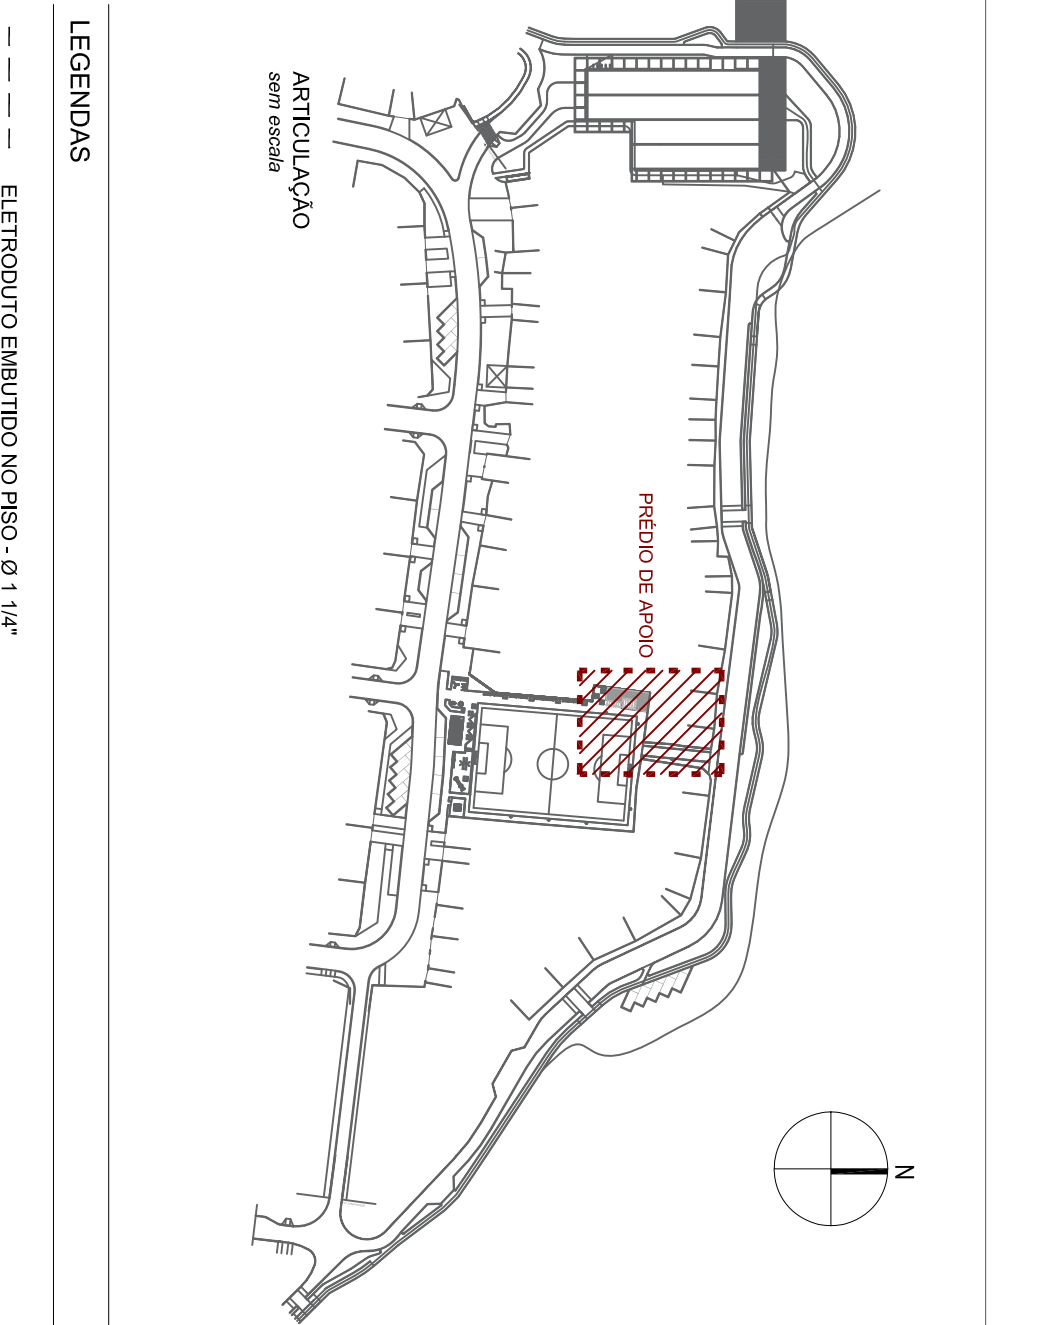 N
PRÉDIO DE APOIO
ARTICULAÇÃO
sem escala
LEGENDAS
ELETRODUTO EMBUTIDO NO PISO - Ø 1 1/4"